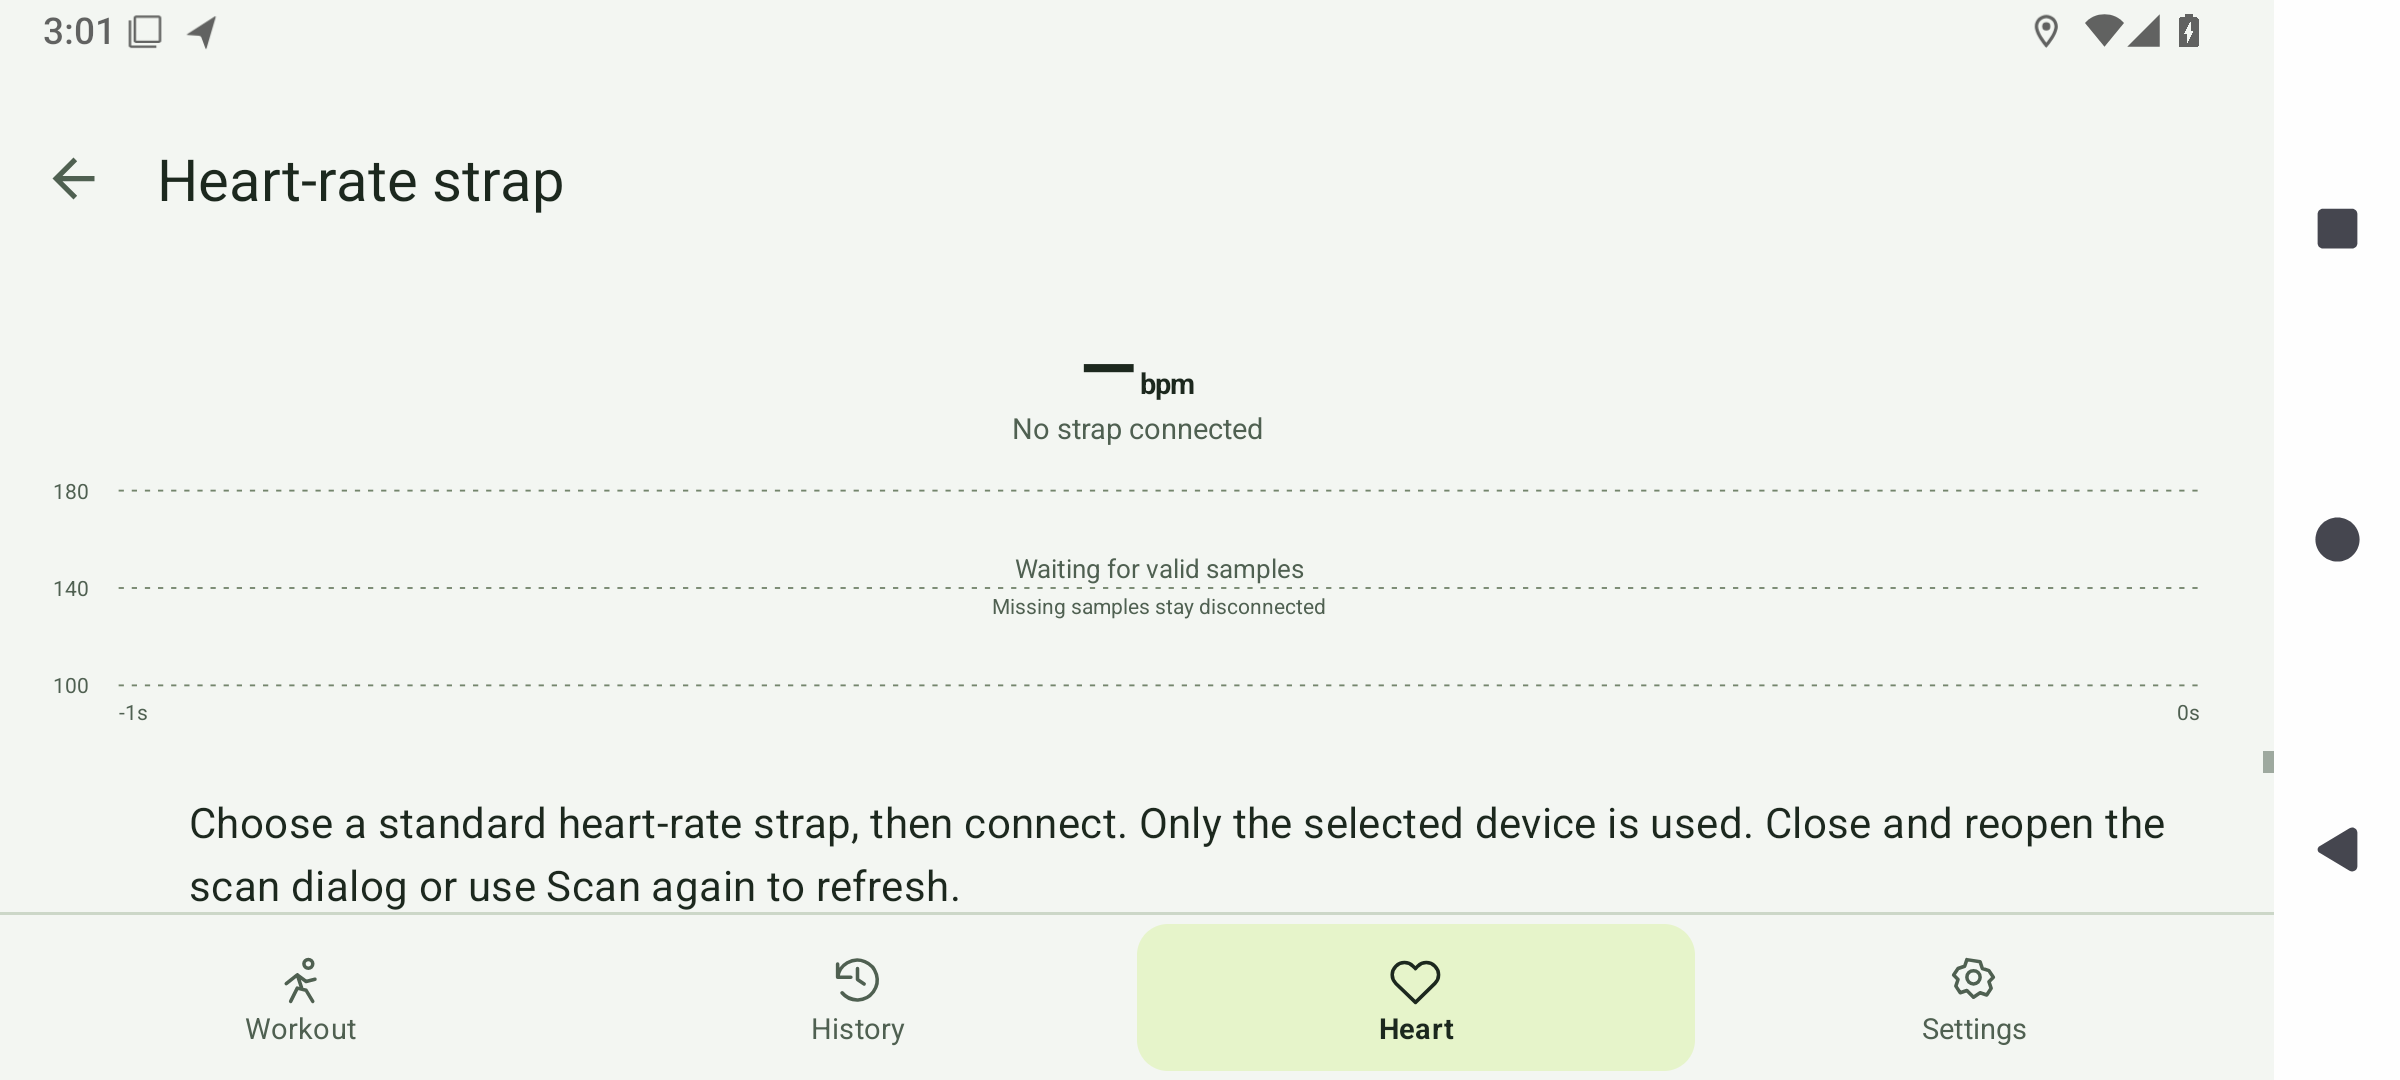 3:01
Heart-rate strap
— bpm
No strap connected
180
Waiting for valid samples
140
Missing samples stay disconnected
100
-1s 0s
Choose a standard heart-rate strap, then connect. Only the selected device is used. Close and reopen the
scan dialog or use Scan again to refresh.
Workout History Heart Settings